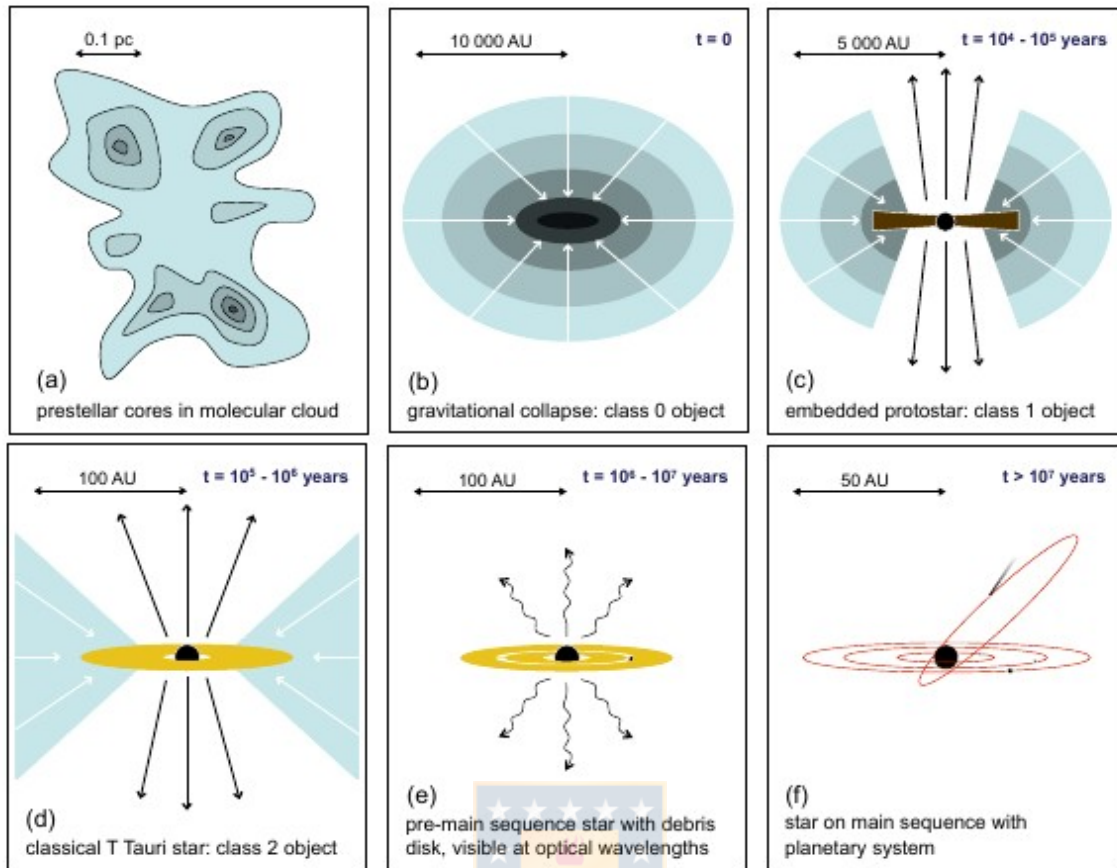 0.1 pc
(a)
prestellar cores in molecular cloud
10 000 AU
t = 0
(b)
gravitational collapse: class 0 object
5 000 AU
t = 10⁴ - 10⁵ years
(c)
embedded protostar: class 1 object
100 AU
t = 10⁵ - 10⁶ years
(d)
classical T Tauri star: class 2 object
100 AU
t = 10⁶ - 10⁷ years
(e)
pre-main sequence star with debris
disk, visible at optical wavelengths
50 AU
t > 10⁷ years
(f)
star on main sequence with
planetary system